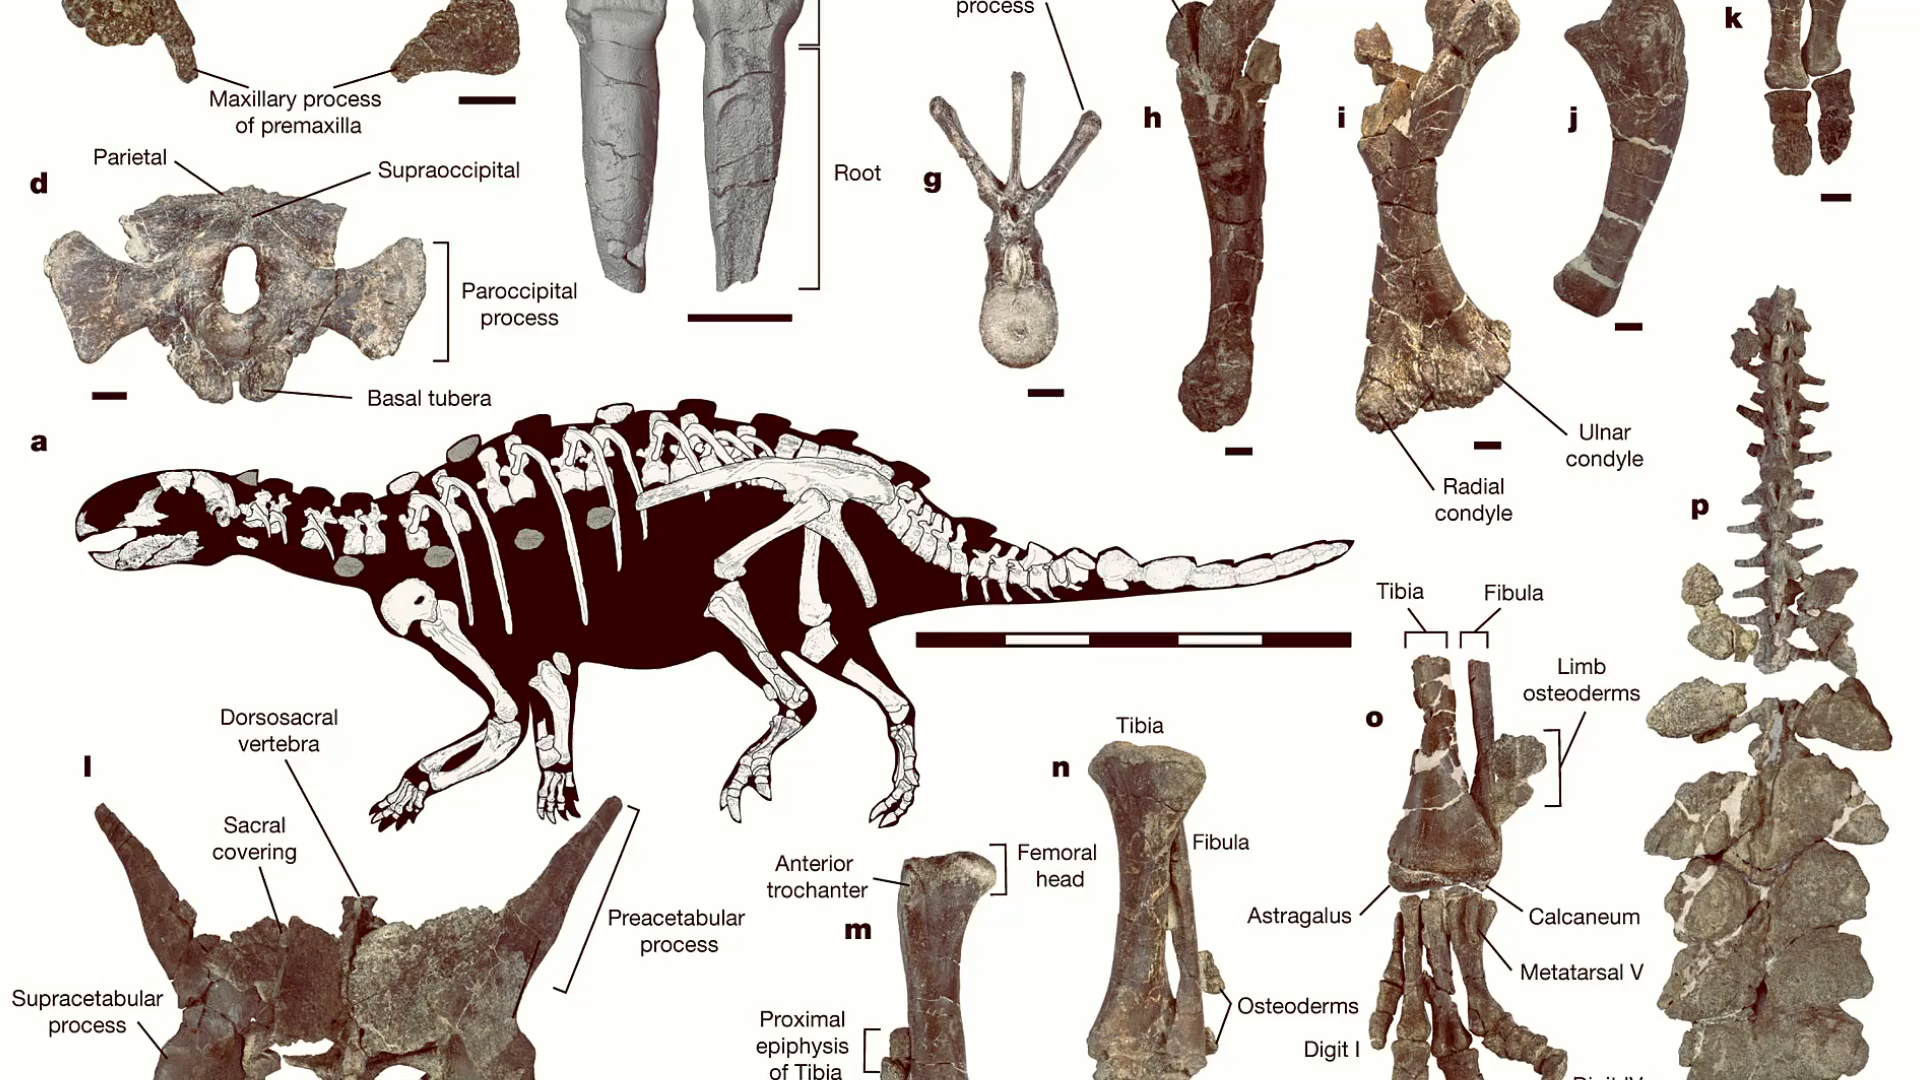 process
k
Maxillary process
of premaxilla
h
i
j
Parietal
Supraoccipital
d
Root
g
Paroccipital
process
Basal tubera
a
Ulnar
condyle
Radial
condyle
p
Tibia
Fibula
Limb
osteoderms
o
Dorsosacral
vertebra
l
Tibia
n
Sacral
covering
Anterior
trochanter
Femoral
head
Fibula
Preacetabular
process
m
Astragalus
Calcaneum
Metatarsal V
Supracetabular
process
Osteoderms
Proximal
epiphysis
of Tibia
Digit I
Digit IV